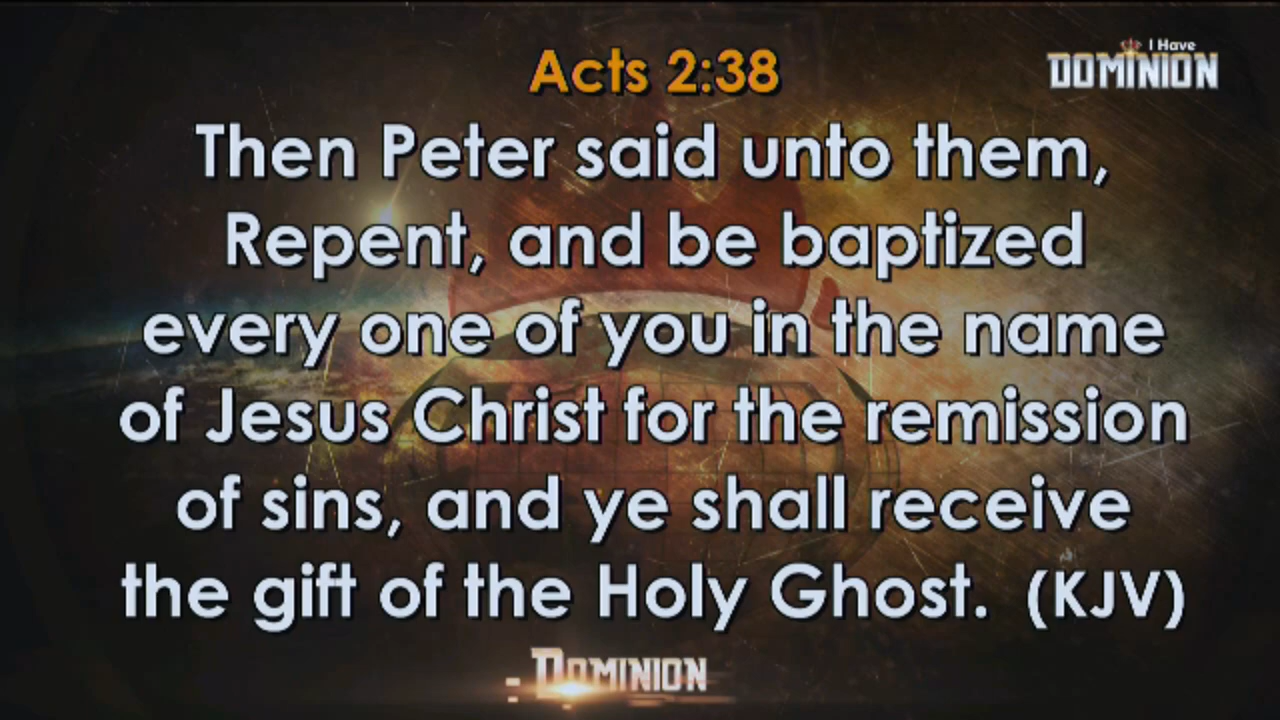 Acts 2:38
I Have
DOMINION
Then Peter said unto them,
Repent, and be baptized
every one of you in the name
of Jesus Christ for the remission
of sins, and ye shall receive
the gift of the Holy Ghost. (KJV)
DOMINION